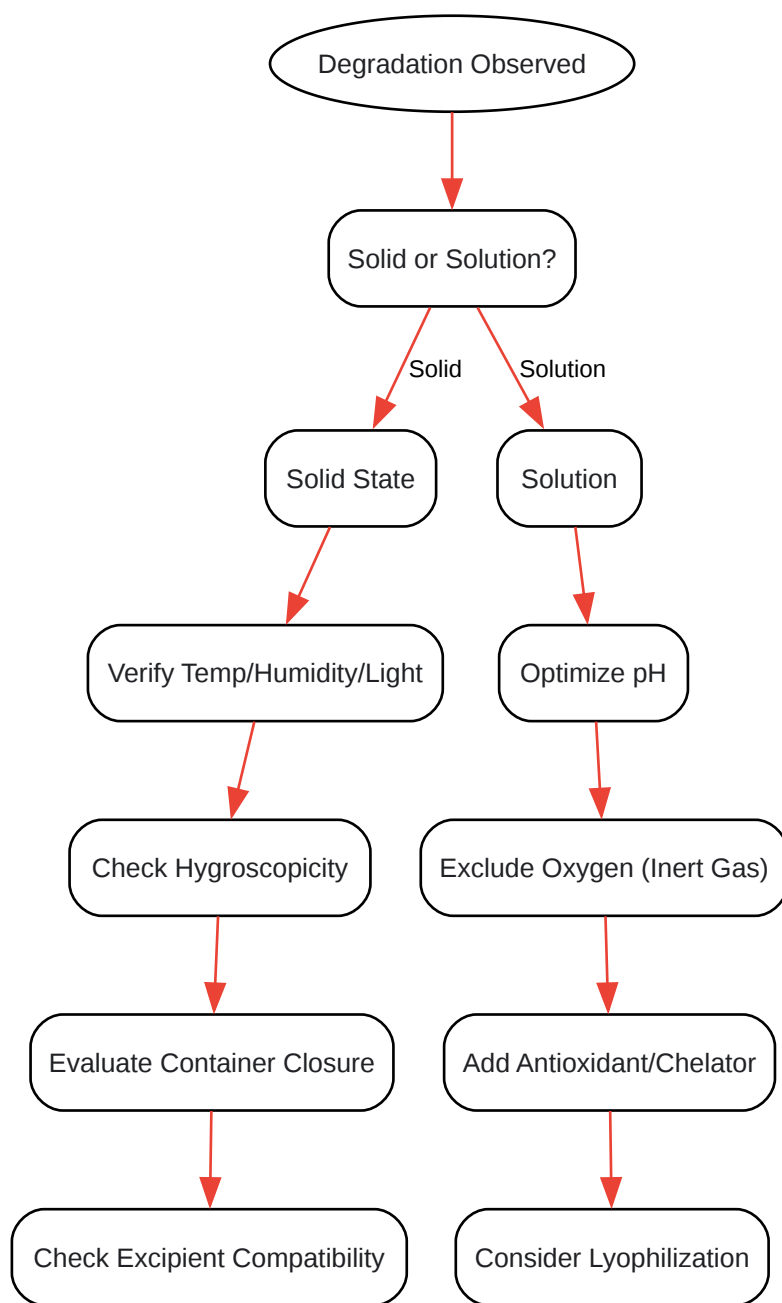 Degradation Observed
Solid or Solution?
Solid
Solution
Solid State
Solution
Verify Temp/Humidity/Light
Optimize pH
Check Hygroscopicity
Exclude Oxygen (Inert Gas)
Evaluate Container Closure
Add Antioxidant/Chelator
Check Excipient Compatibility
Consider Lyophilization